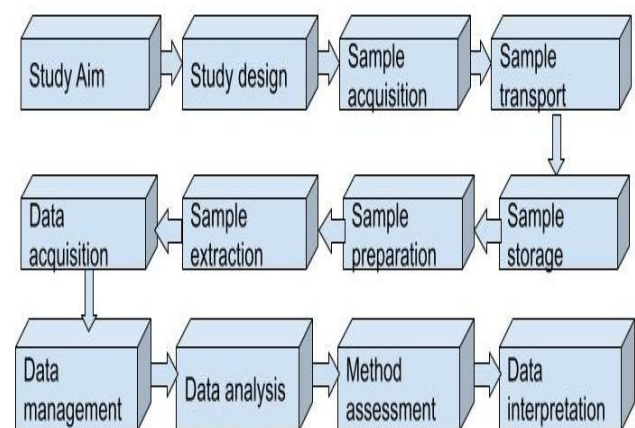 Study Aim
Study design
Sample
acquisition
Sample
transport
Data
acquisition
Sample
extraction
Sample
preparation
Sample
storage
Data
management
Data analysis
Method
assessment
Data
interpretation